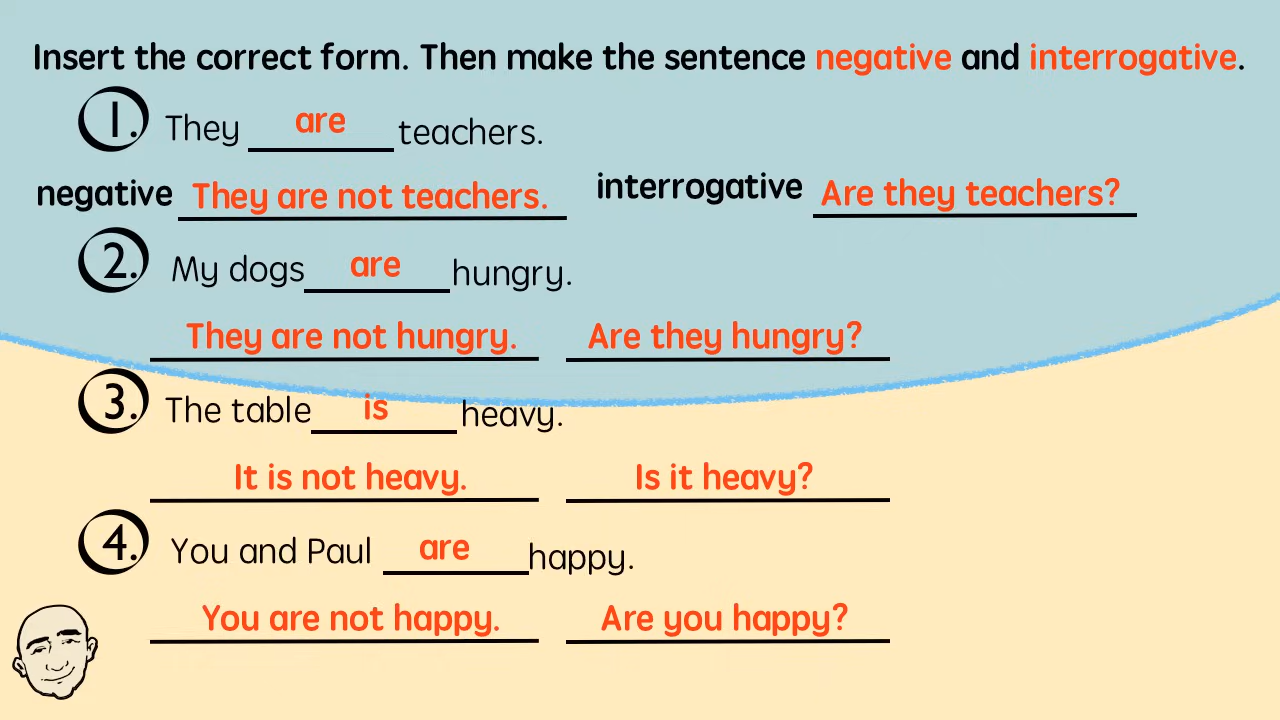 Insert the correct form. Then make the sentence negative and interrogative.
1. They are teachers.
negative They are not teachers. interrogative Are they teachers?
2. My dogs are hungry.
They are not hungry. Are they hungry?
3. The table is heavy.
It is not heavy. Is it heavy?
4. You and Paul are happy.
You are not happy. Are you happy?